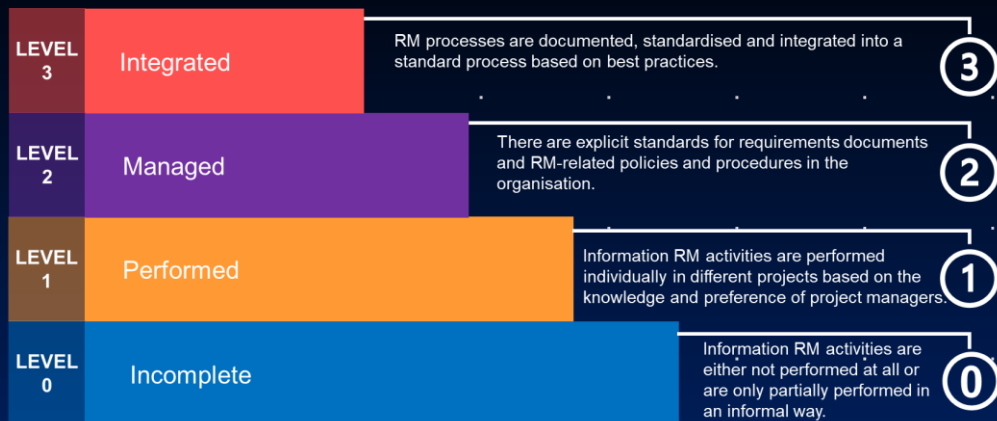 LEVEL
3
Integrated
RM processes are documented, standardised and integrated into a
standard process based on best practices.
3
LEVEL
2
Managed
There are explicit standards for requirements documents
and RM-related policies and procedures in the
organisation.
2
LEVEL
1
Performed
Information RM activities are performed
individually in different projects based on the
knowledge and preference of project managers.
1
LEVEL
0
Incomplete
Information RM activities are
either not performed at all or
are only partially performed in
an informal way.
0